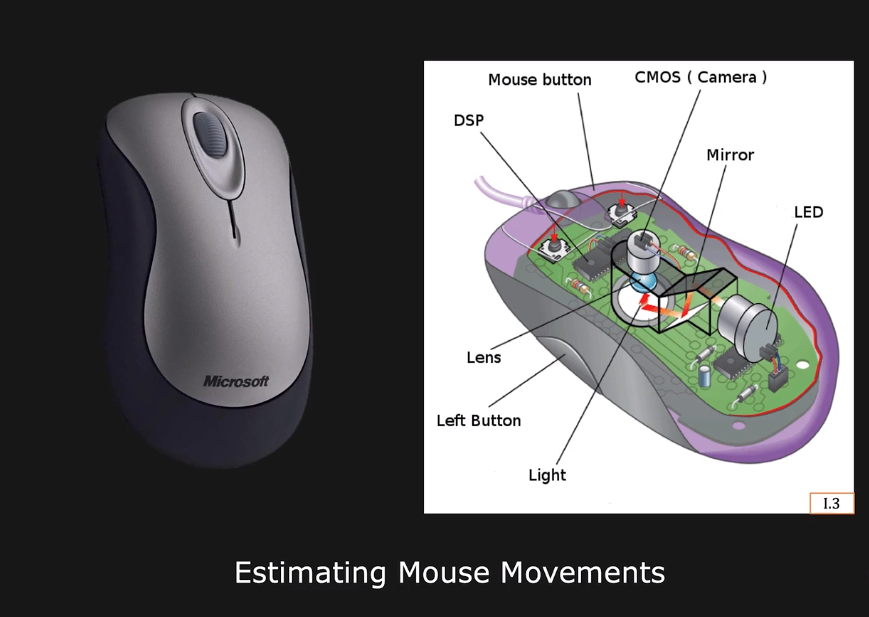 Mouse button
CMOS ( Camera )
DSP
Mirror
LED
Lens
Left Button
Light
Microsoft
I.3
Estimating Mouse Movements